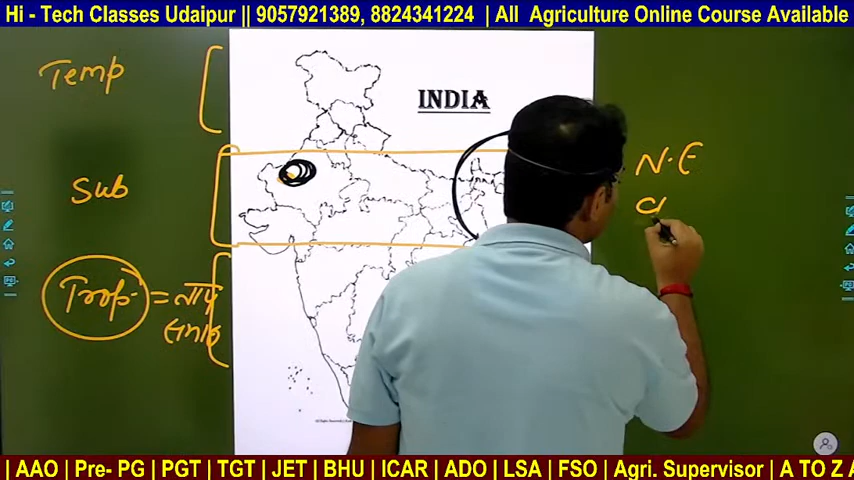 Hi - Tech Classes Udaipur || 9057921389, 8824341224 | All Agriculture Online Course Available
Temp
INDIA
N.E
Sub
Trop. =
| AAO | Pre- PG | PGT | TGT | JET | BHU | ICAR | ADO | LSA | FSO | Agri. Supervisor | A TO Z A